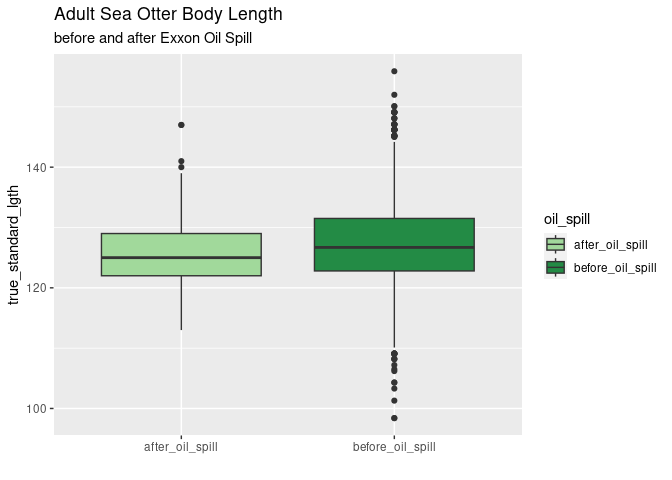 Adult Sea Otter Body Length
before and after Exxon Oil Spill
true_standard_lgth
140
120
100
after_oil_spill
before_oil_spill
oil_spill
after_oil_spill
before_oil_spill